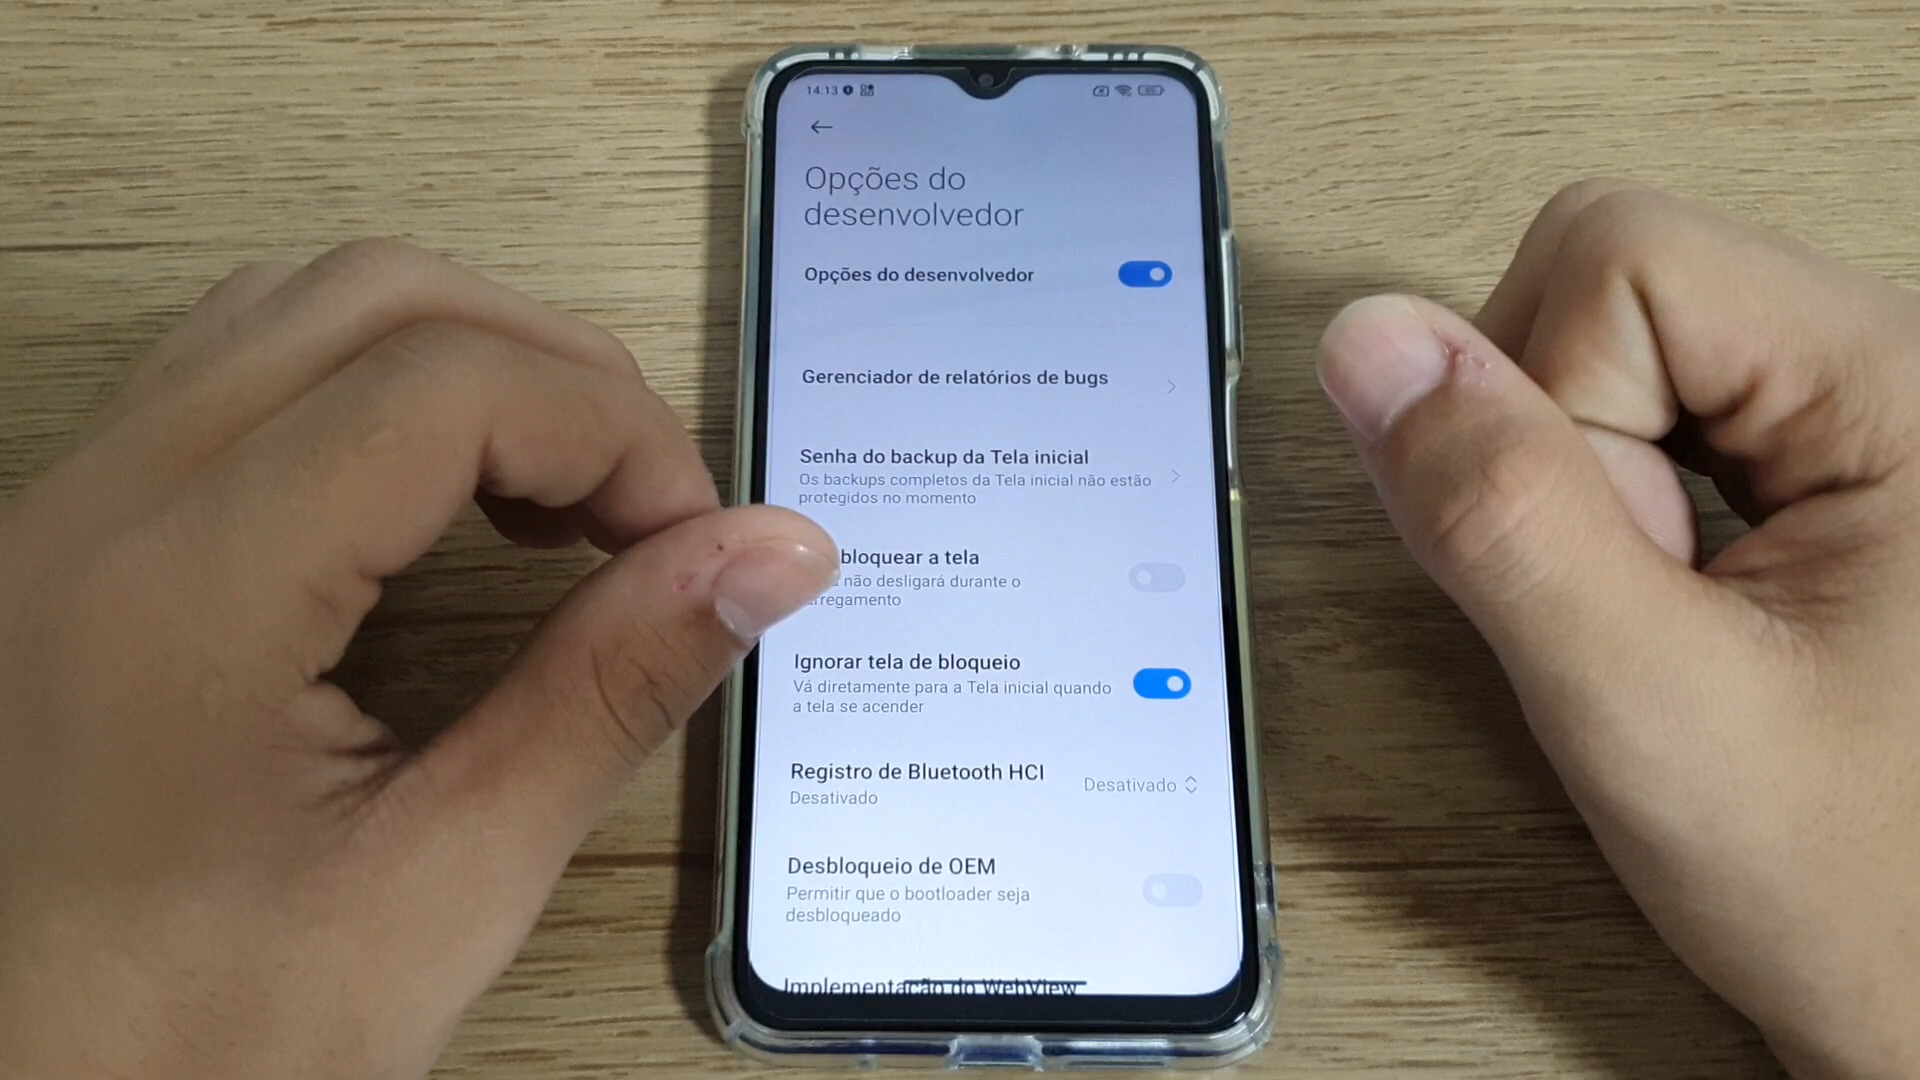 14:13
Opções do
desenvolvedor
Opções do desenvolvedor
Gerenciador de relatórios de bugs
Senha do backup da Tela inicial
Os backups completos da Tela inicial não estão
protegidos no momento
bloquear a tela
não desligará durante o
regamento
Ignorar tela de bloqueio
Vá diretamente para a Tela inicial quando
a tela se acender
Registro de Bluetooth HCI
Desativado
Desativado
Desbloqueio de OEM
Permitir que o bootloader seja
desbloqueado
Implementação do WebView